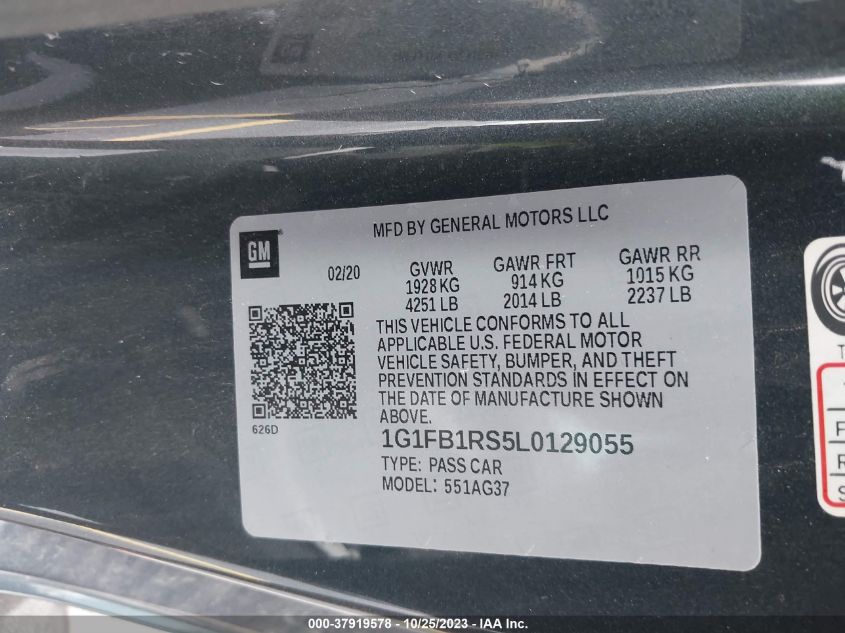 MFD BY GENERAL MOTORS LLC
GM
02/20
GVWR
1928 KG
4251 LB
GAWR FRT
914 KG
2014 LB
GAWR RR
1015 KG
2237 LB
THIS VEHICLE CONFORMS TO ALL
APPLICABLE U.S. FEDERAL MOTOR
VEHICLE SAFETY, BUMPER, AND THEFT
PREVENTION STANDARDS IN EFFECT ON
THE DATE OF MANUFACTURE SHOWN
ABOVE.
626D
1G1FB1RS5L0129055
TYPE: PASS CAR
MODEL: 551AG37
T
F
R
S
000-37919578 - 10/25/2023 - IAA Inc.